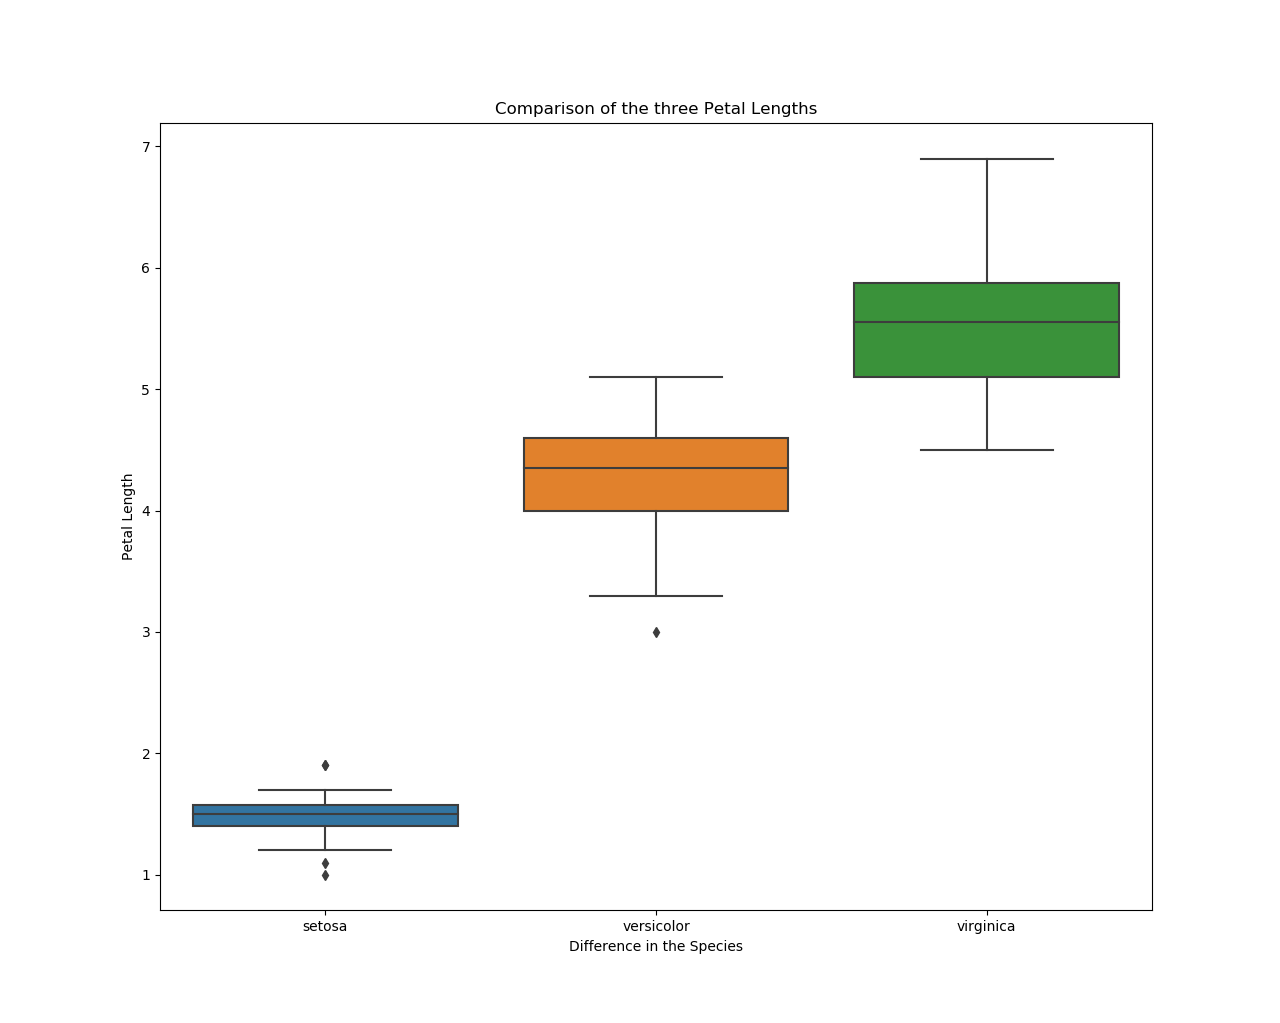 Comparison of the three Petal Lengths
7
6
5
4
3
2
1
Petal Length
setosa versicolor virginica
Difference in the Species